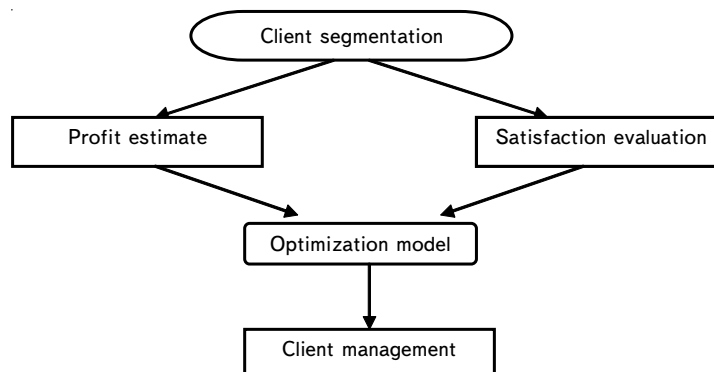 Client segmentation
Profit estimate
Satisfaction evaluation
Optimization model
Client management